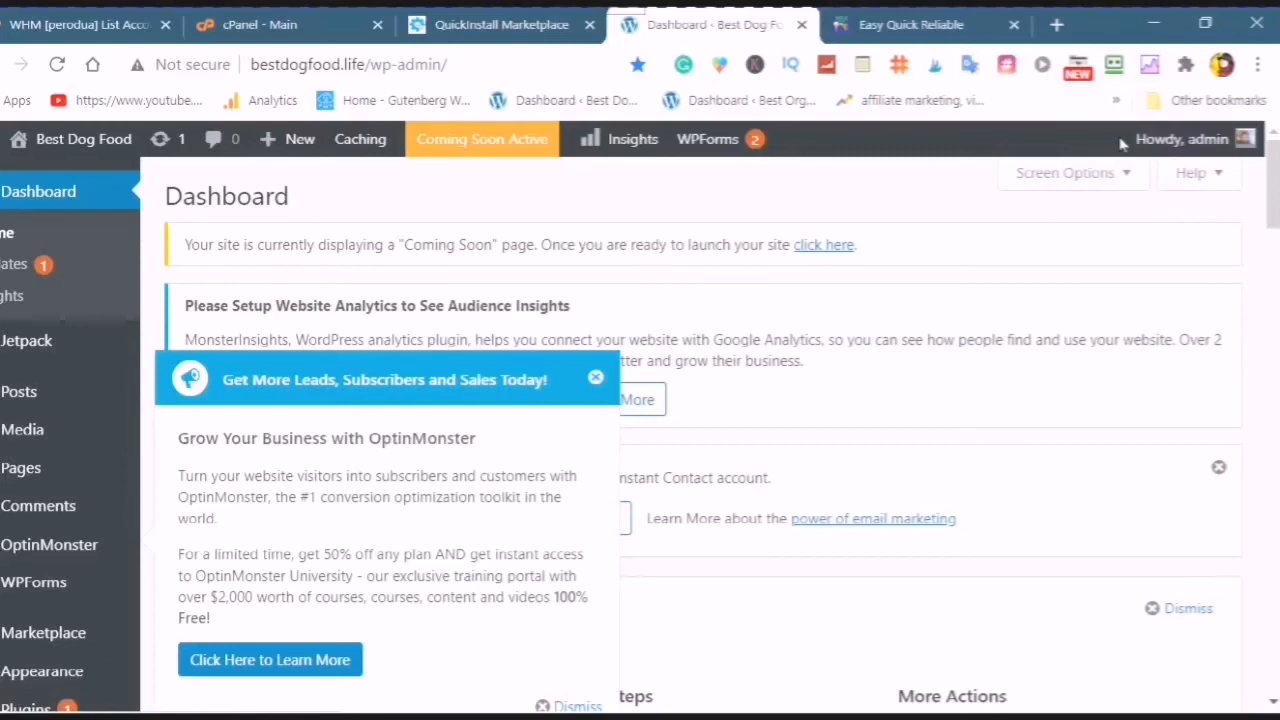 WHM [perodua] List Acco
cPanel - Main
QuickInstall Marketplace
Dashboard ‹ Best Dog Fo
Easy Quick Reliable
Not secure
bestdogfood.life/wp-admin/
IQ
NEW
Apps
https://www.youtube....
Analytics
Home - Gutenberg W...
Dashboard ‹ Best Do...
Dashboard ‹ Best Org...
affiliate marketing, vi...
»
Other bookmarks
Best Dog Food
1
0
New
Caching
Coming Soon Active
Insights
WPForms 2
Howdy, admin
Dashboard
me
ates 1
ghts
Jetpack
Posts
Media
Pages
Comments
OptinMonster
WPForms
Marketplace
Appearance
Plugins 1
Screen Options
Help
Dashboard
Your site is currently displaying a "Coming Soon" page. Once you are ready to launch your site click here.
Please Setup Website Analytics to See Audience Insights
MonsterInsights, WordPress analytics plugin, helps you connect your website with Google Analytics, so you can see how people find and use your website. Over 2
tter and grow their business.
More
Get More Leads, Subscribers and Sales Today!
Grow Your Business with OptinMonster
Turn your website visitors into subscribers and customers with
OptinMonster, the #1 conversion optimization toolkit in the
world.
For a limited time, get 50% off any plan AND get instant access
to OptinMonster University - our exclusive training portal with
over $2,000 worth of courses, courses, content and videos 100%
Free!
Click Here to Learn More
Dismiss
nstant Contact account.
Learn More about the power of email marketing
Dismiss
teps
More Actions